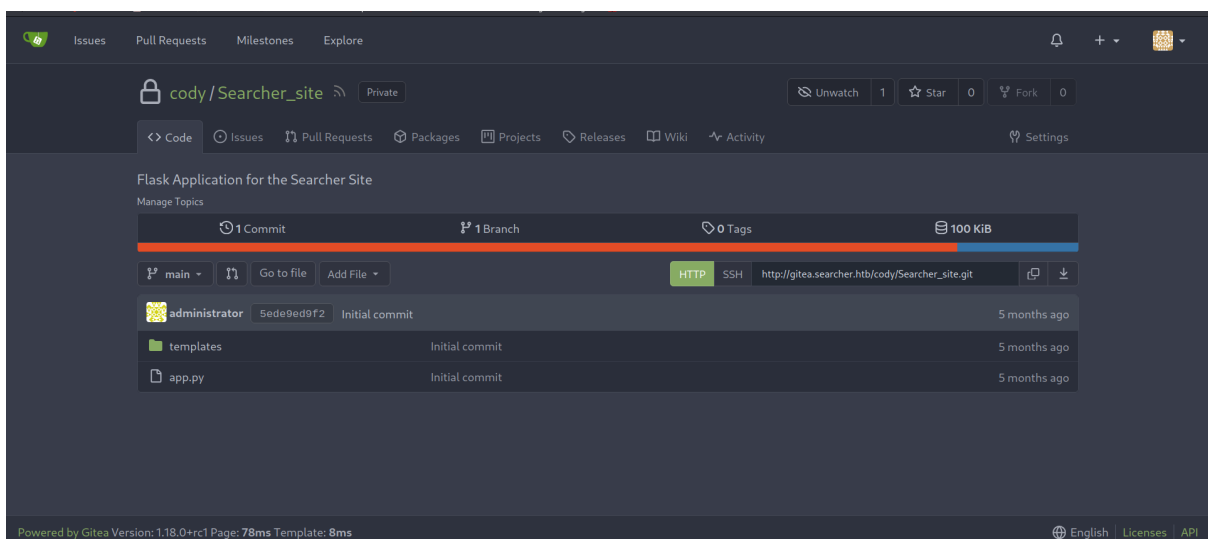 Issues Pull Requests Milestones Explore
cody / Searcher_site Private
Unwatch 1 Star 0 Fork 0
Code Issues Pull Requests Packages Projects Releases Wiki Activity Settings
Flask Application for the Searcher Site
Manage Topics
1 Commit 1 Branch 0 Tags 100 KiB
main Go to file Add File HTTP SSH http://gitea.searcher.htb/cody/Searcher_site.git
administrator 5ede9ed9f2 Initial commit 5 months ago
templates Initial commit 5 months ago
app.py Initial commit 5 months ago
Powered by Gitea Version: 1.18.0+rc1 Page: 78ms Template: 8ms English Licenses API